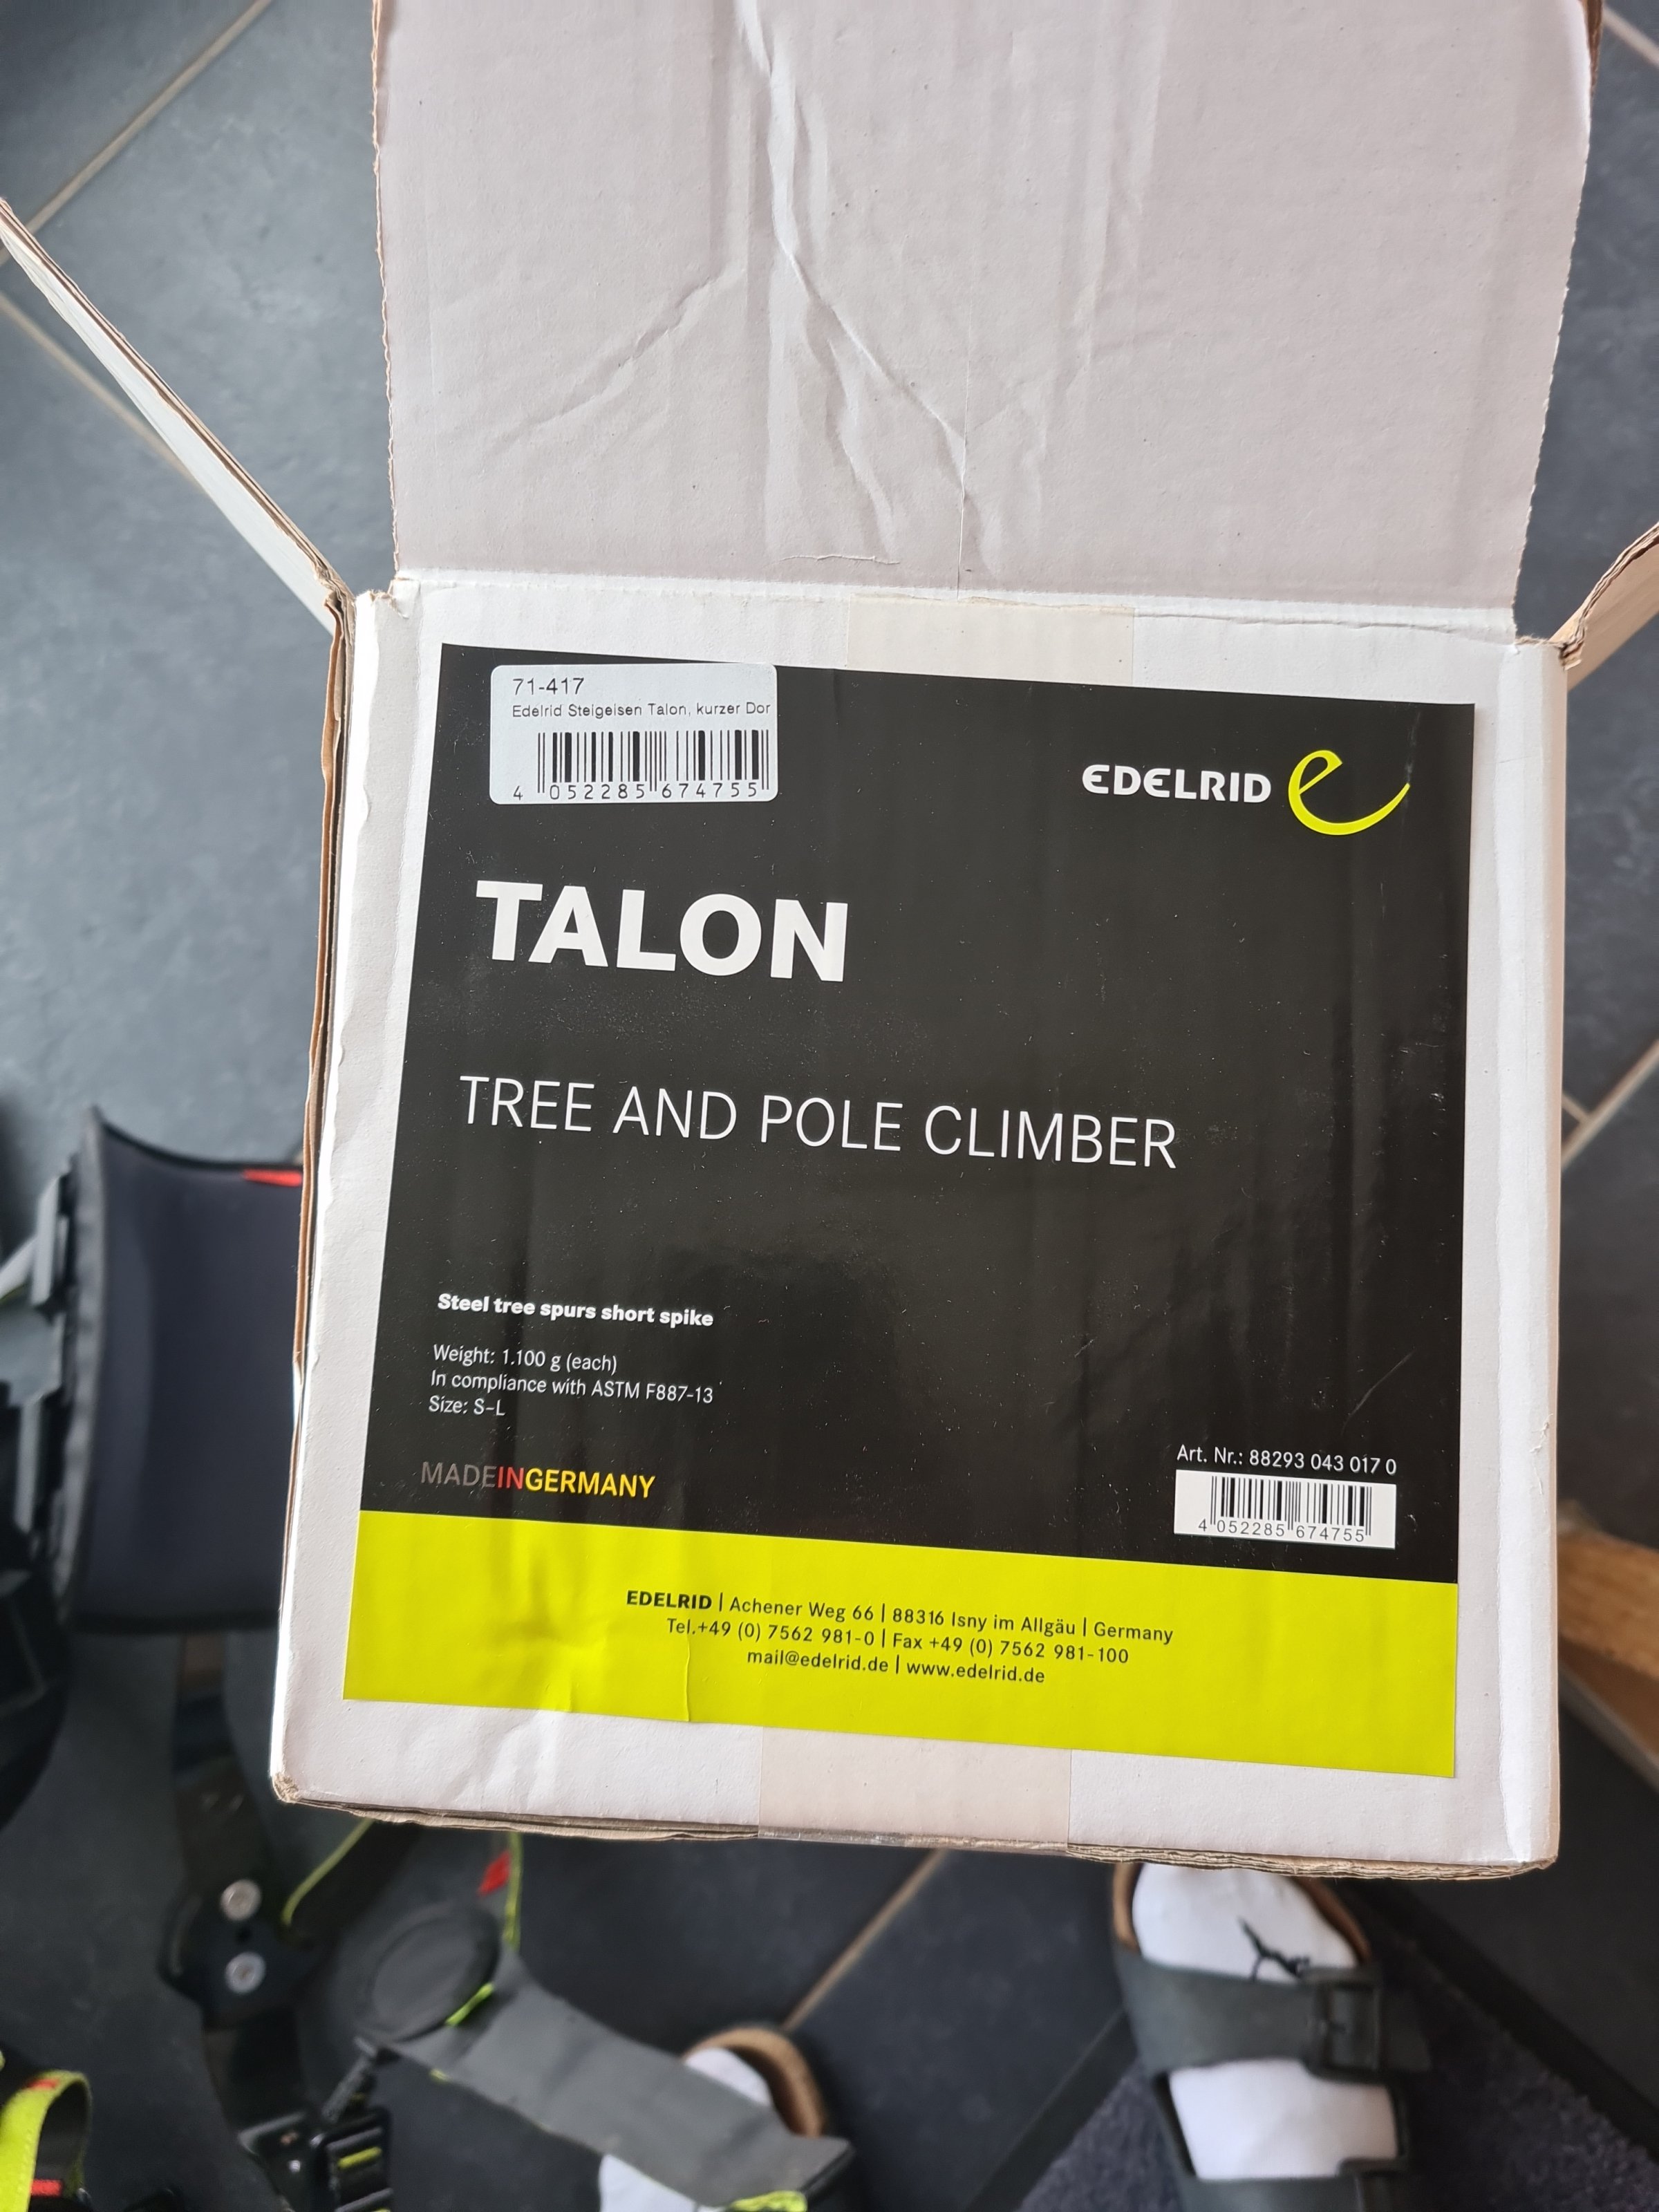 71-417
Edelrid Steigeisen Talon, kurzer Dor
4 052285 674755
EDELRID
TALON
TREE AND POLE CLIMBER
Steel tree spurs short spike
Weight: 1.100 g (each)
In compliance with ASTM F887-13
Size: S-L
MADEINGERMANY
Art. Nr.: 88293 043 017 0
4 052285 674755
EDELRID | Achener Weg 66 | 88316 Isny im Allgäu | Germany
Tel.+49 (0) 7562 981-0 | Fax +49 (0) 7562 981-100
mail@edelrid.de | www.edelrid.de